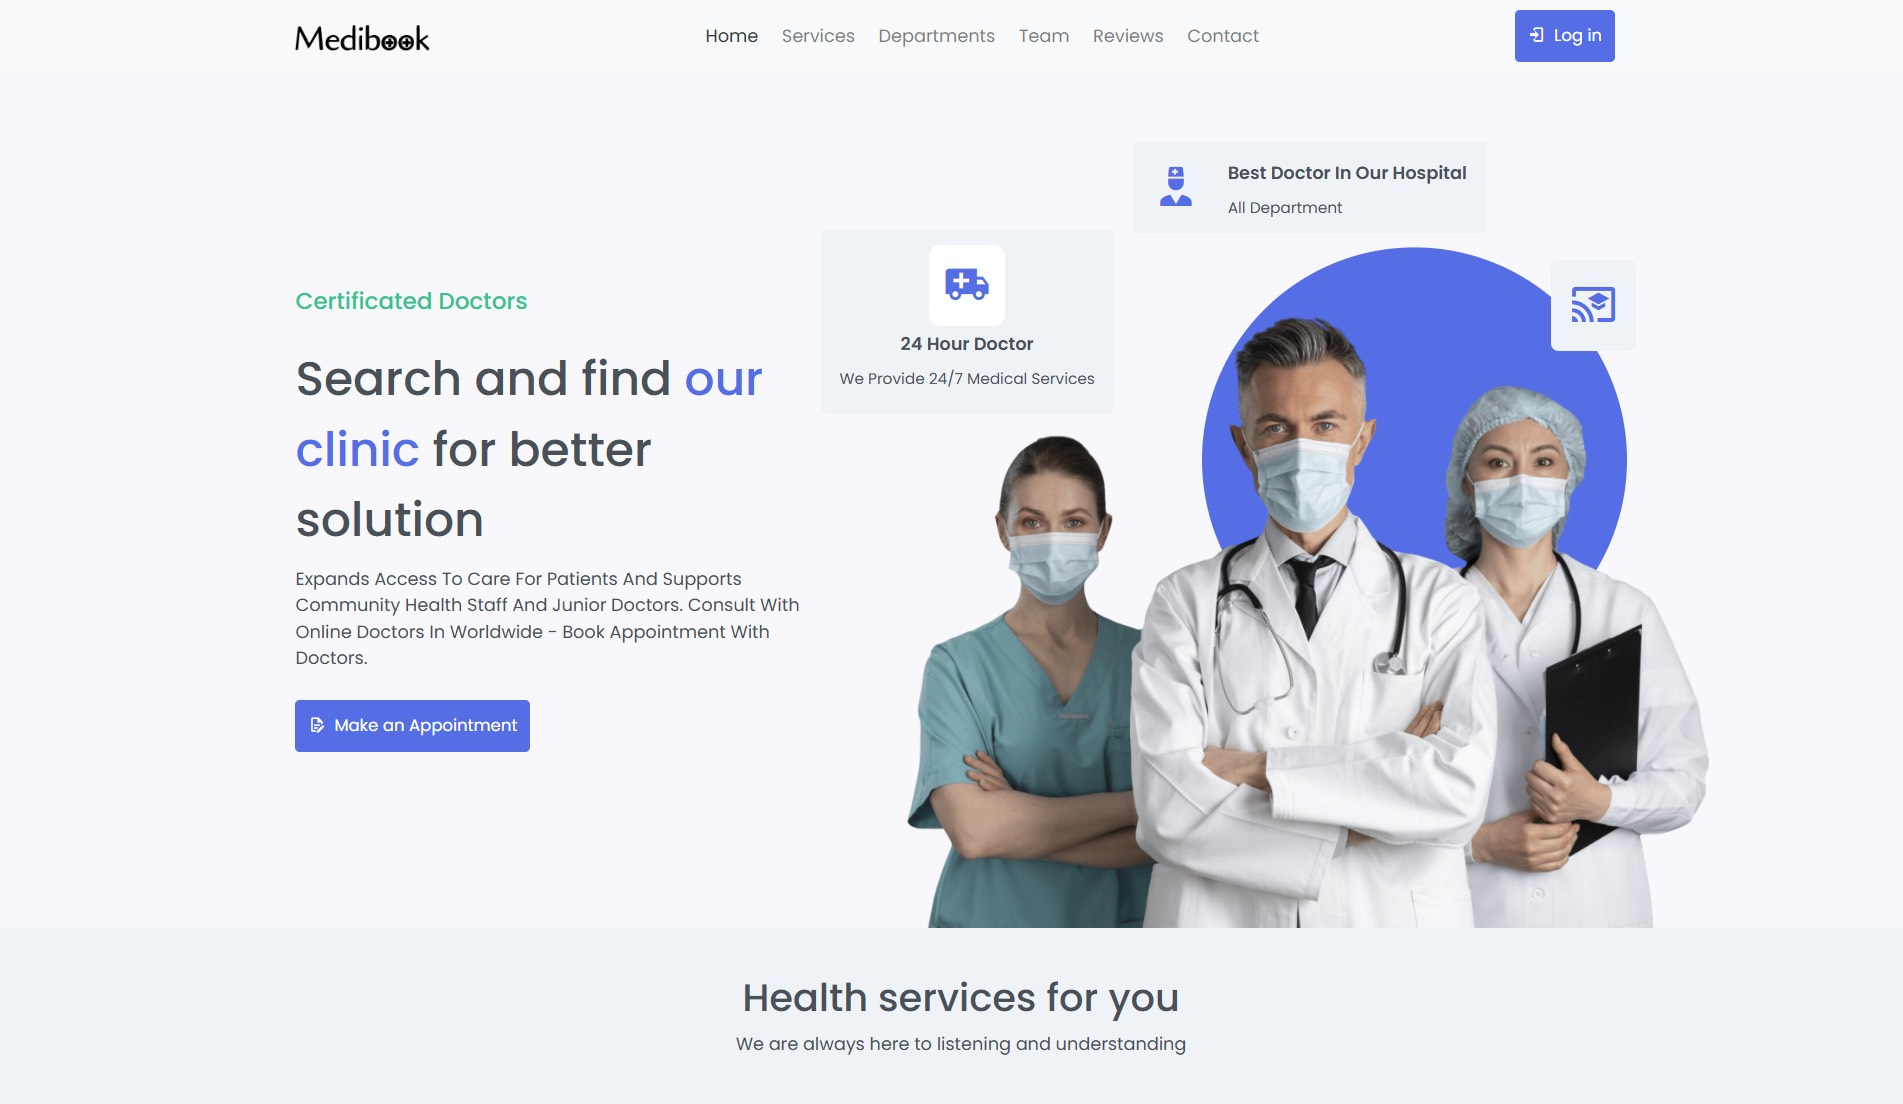 Medibook
Home Services Departments Team Reviews Contact
Log in
Best Doctor In Our Hospital
All Department
24 Hour Doctor
We Provide 24/7 Medical Services
Certificated Doctors
Search and find our
clinic for better
solution
Expands Access To Care For Patients And Supports
Community Health Staff And Junior Doctors. Consult With
Online Doctors In Worldwide - Book Appointment With
Doctors.
Make an Appointment
Health services for you
We are always here to listening and understanding